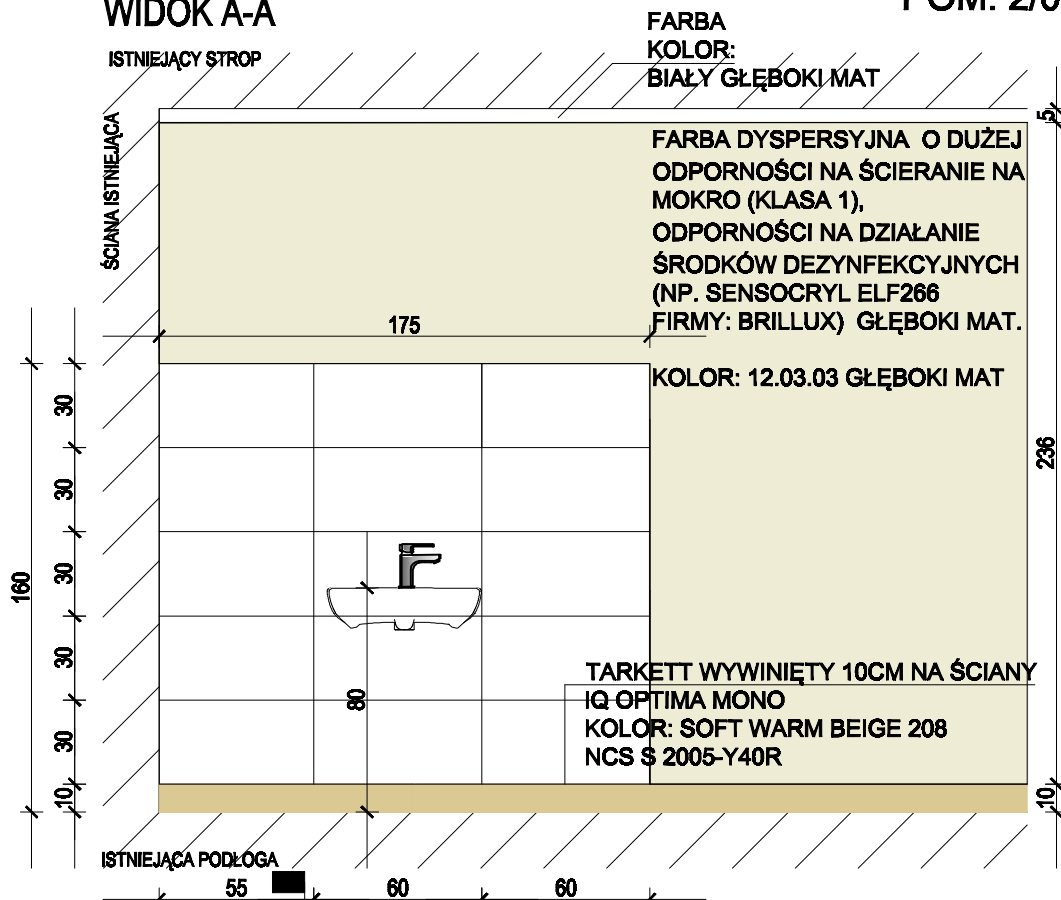 WIDOK A-A
ISTNIEJĄCY STROP
FARBA
KOLOR:
BIAŁY GŁĘBOKI MAT
ŚCIANA ISTNIEJĄCA
5
FARBA DYSPERSYJNA O DUŻEJ
ODPORNOŚCI NA ŚCIERANIE NA
MOKRO (KLASA 1),
ODPORNOŚCI NA DZIAŁANIE
ŚRODKÓW DEZYNFEKCYJNYCH
(NP. SENSOCRYL ELF266
FIRMY: BRILLUX) GŁĘBOKI MAT.
KOLOR: 12.03.03 GŁĘBOKI MAT
175
236
30
30
30
30
30
10
160
80
TARKETT WYWINIĘTY 10CM NA ŚCIANY
IQ OPTIMA MONO
KOLOR: SOFT WARM BEIGE 208
NCS S 2005-Y40R
10
ISTNIEJĄCA PODŁOGA
55
60
60